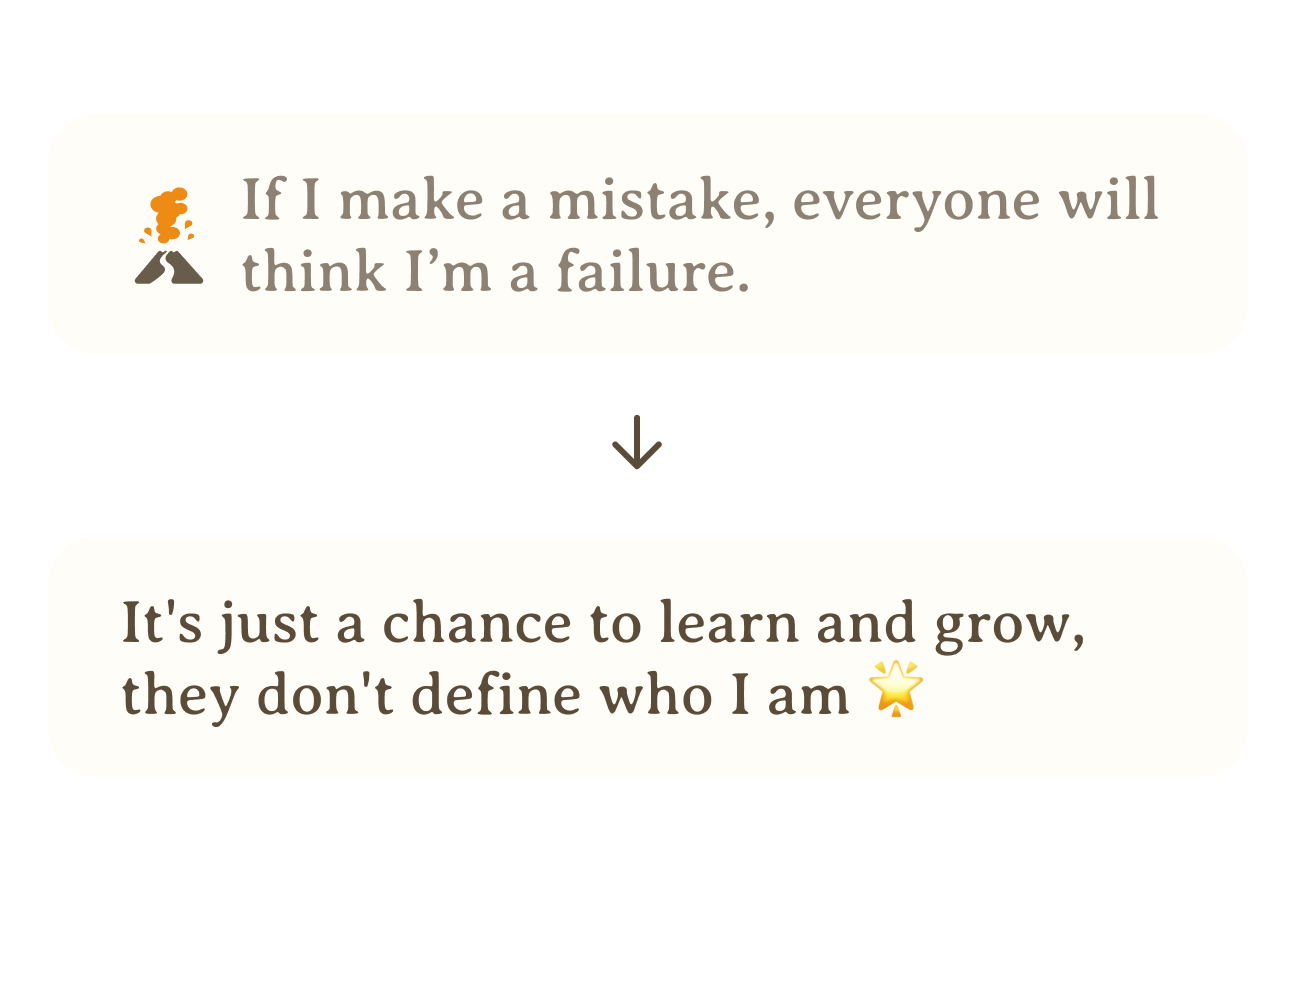 If I make a mistake, everyone will
think I’m a failure.
It's just a chance to learn and grow,
they don't define who I am 🌟